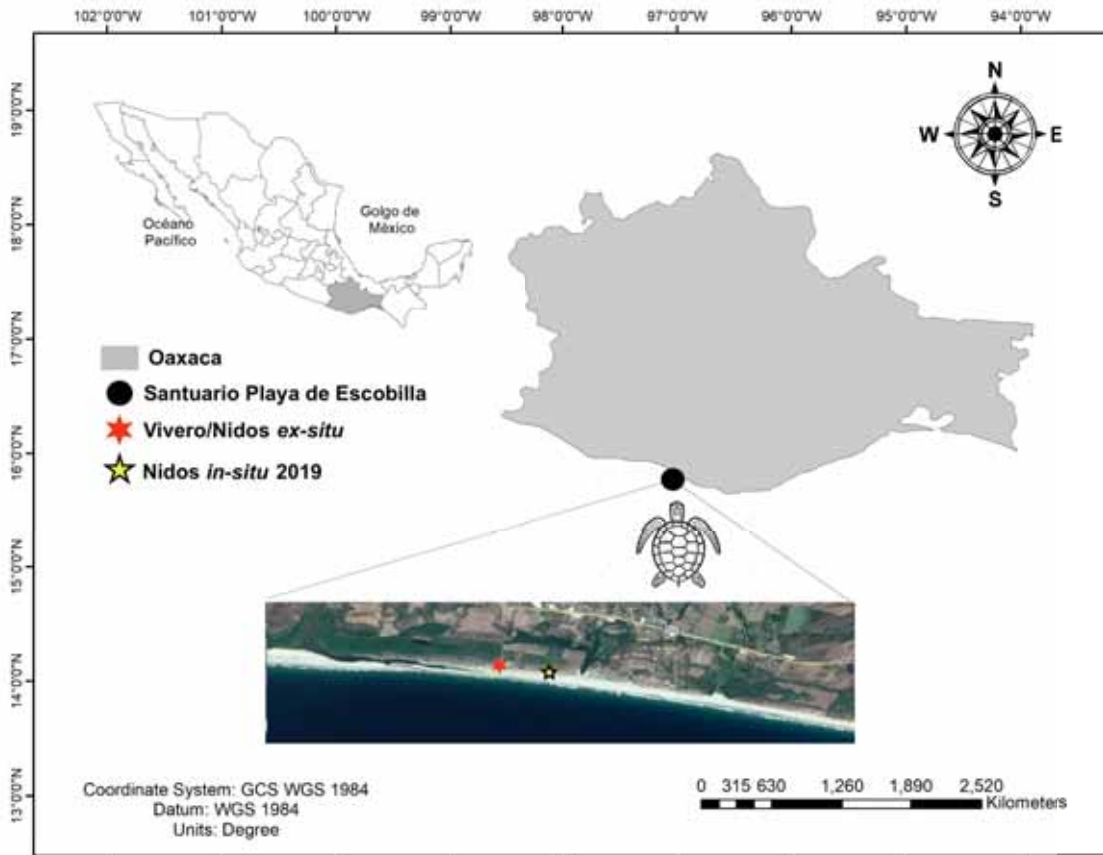 102°0'0"W 101°0'0"W 100°0'0"W 99°0'0"W 98°0'0"W 97°0'0"W 96°0'0"W 95°0'0"W 94°0'0"W
19°0'0"N
18°0'0"N
17°0'0"N
16°0'0"N
15°0'0"N
14°0'0"N
13°0'0"N
N
W E
S
Océano
Pacífico
Golgo de
México
Oaxaca
Santuario Playa de Escobilla
Vivero/Nidos ex-situ
Nidos in-situ 2019
Coordinate System: GCS WGS 1984
Datum: WGS 1984
Units: Degree
0 315 630 1,260 1,890 2,520
Kilometers